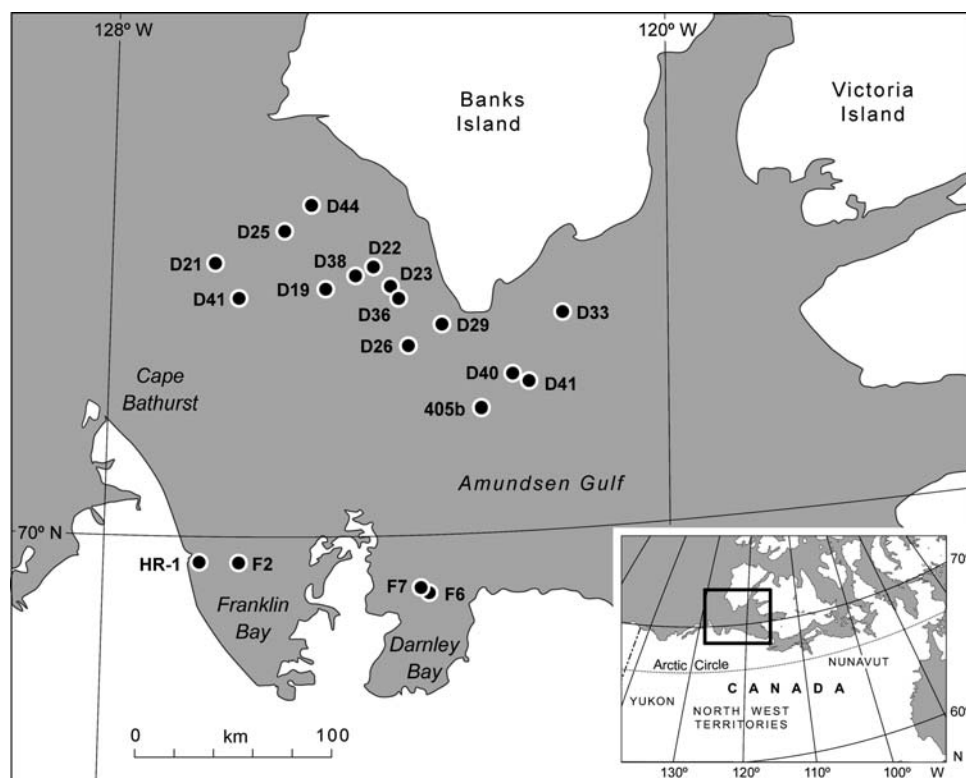 128° W
120° W
Banks
Island
Victoria
Island
D44
D25
D22
D21
D38
D23
D41
D19
D36
D33
D29
D26
D40
D41
Cape
Bathurst
405b
Amundsen Gulf
70° N
HR-1
F2
F7
F6
Franklin
Bay
Darnley
Bay
0
km
100
70°
Arctic Circle
NUNAVUT
CANADA
YUKON
NORTH WEST
TERRITORIES
60°
N
130°
120°
110°
100°
W